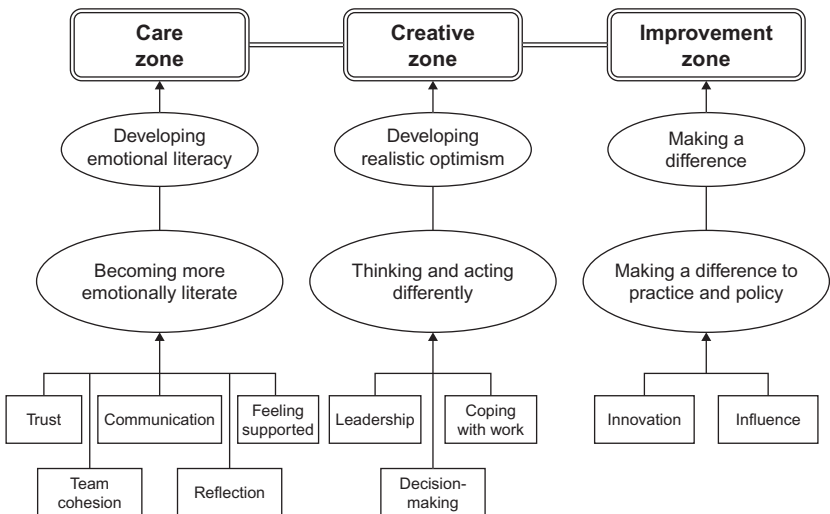 Care
zone
Creative
zone
Improvement
zone
Developing
emotional literacy
Developing
realistic optimism
Making a
difference
Becoming more
emotionally literate
Thinking and acting
differently
Making a difference to
practice and policy
Trust
Communication
Feeling
supported
Leadership
Coping
with work
Innovation
Influence
Team
cohesion
Reflection
Decision-
making